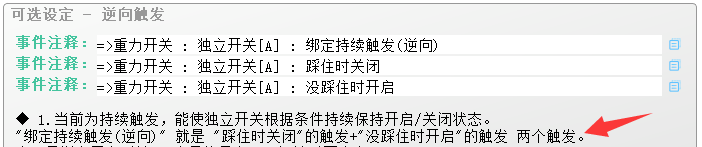 可选设定 - 逆向触发
事件注释：=>重力开关 : 独立开关[A] : 绑定持续触发(逆向)
事件注释：=>重力开关 : 独立开关[A] : 踩住时关闭
事件注释：=>重力开关 : 独立开关[A] : 没踩住时开启
◆ 1.当前为持续触发，能使独立开关根据条件持续保持开启/关闭状态。
"绑定持续触发(逆向)" 就是 "踩住时关闭"的触发+"没踩住时开启"的触发 两个触发。